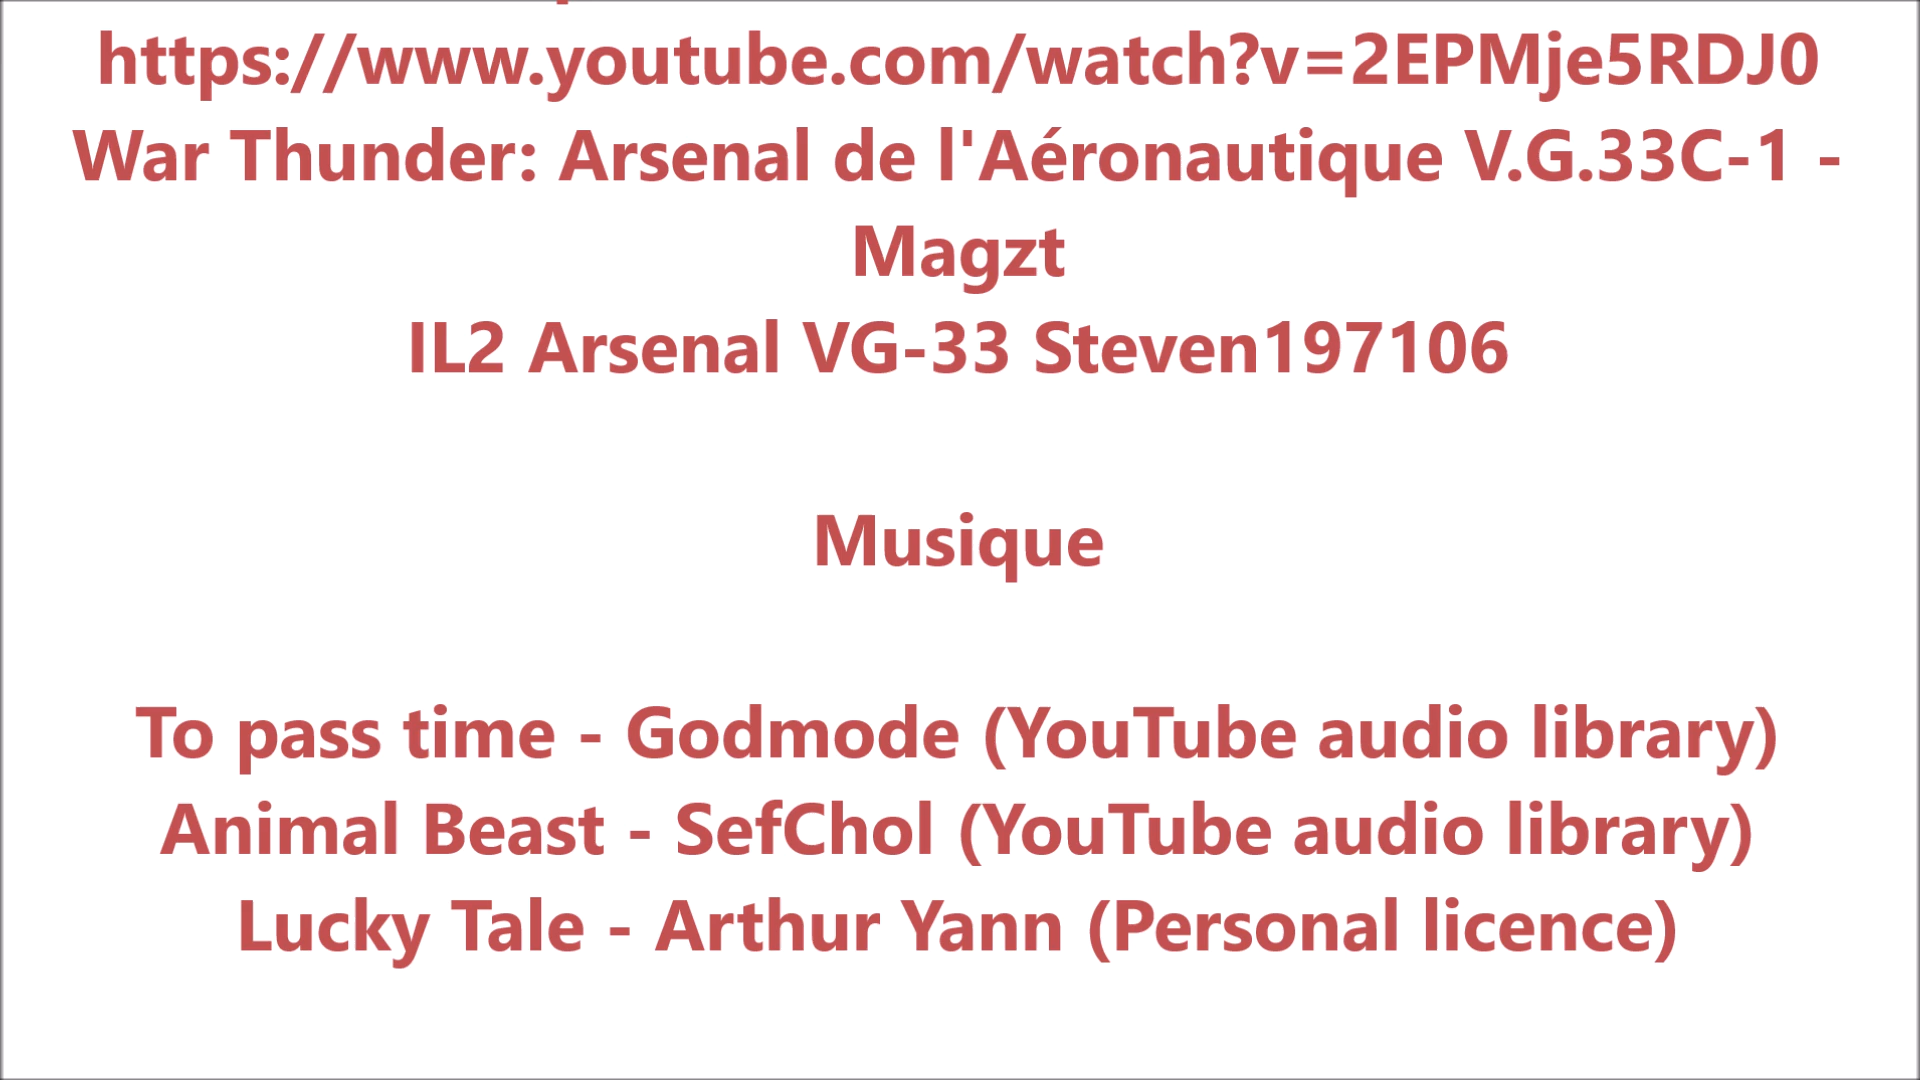 https://www.youtube.com/watch?v=2EPMje5RDJ0
War Thunder: Arsenal de l'Aéronautique V.G.33C-1 -
Magzt
IL2 Arsenal VG-33 Steven197106
Musique
To pass time - Godmode (YouTube audio library)
Animal Beast - SefChol (YouTube audio library)
Lucky Tale - Arthur Yann (Personal licence)